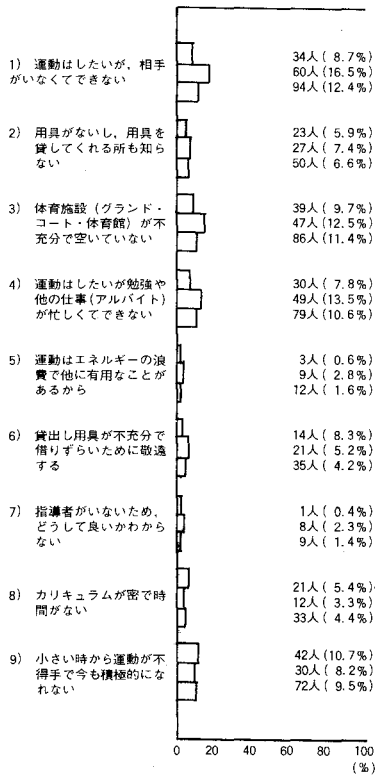 1) 運動はしたいが，相手
がいなくてできない
34人( 8.7%)
60人(16.5%)
94人(12.4%)
2) 用具がないし，用具を
貸してくれる所も知ら
ない
23人( 5.9%)
27人( 7.4%)
50人( 6.6%)
3) 体育施設（グランド・
コート・体育館）が不
充分で空いていない
39人( 9.7%)
47人(12.5%)
86人(11.4%)
4) 運動はしたいが勉強や
他の仕事(アルバイト)
が忙しくてできない
30人( 7.8%)
49人(13.5%)
79人(10.6%)
5) 運動はエネルギーの浪
費で他に有用なことが
あるから
3人( 0.6%)
9人( 2.8%)
12人( 1.6%)
6) 貸出し用具が不充分で
借りずらいために敬遠
する
14人( 8.3%)
21人( 5.2%)
35人( 4.2%)
7) 指導者がいないため，
どうして良いかわから
ない
1人( 0.4%)
8人( 2.3%)
9人( 1.4%)
8) カリキュラムが密で時
間がない
21人( 5.4%)
12人( 3.3%)
33人( 4.4%)
9) 小さい時から運動が不
得手で今も積極的にな
れない
42人(10.7%)
30人( 8.2%)
72人( 9.5%)
0 20 40 60 80 100
(%)